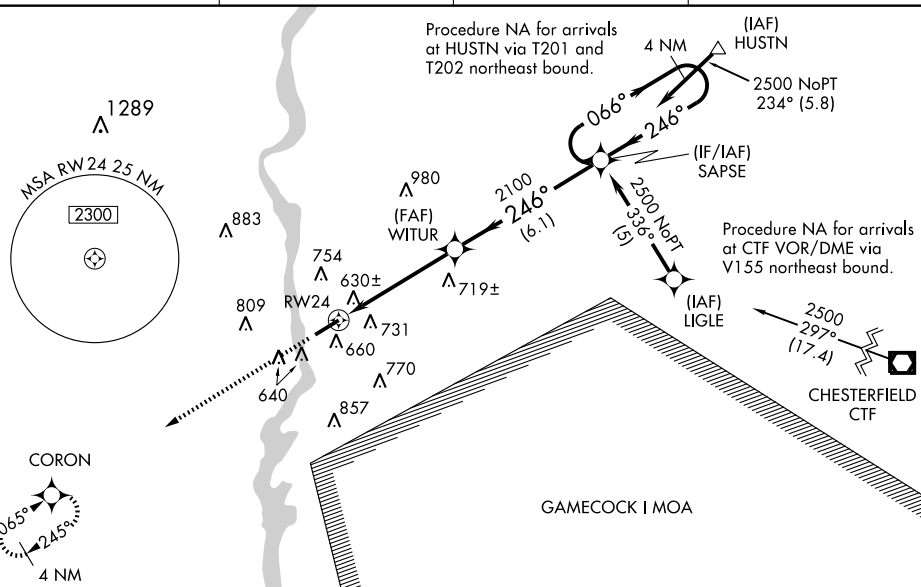 Procedure NA for arrivals
at HUSTN via T201 and
T202 northeast bound.
(IAF)
HUSTN
4 NM
2500 NoPT
234° (5.8)
1289
066°
246°
MSA RW24 25 NM
2300
(IF/IAF)
SAPSE
980
2100
246°
(6.1)
2500 NoPT
336°
(5)
883
(FAF)
WITUR
Procedure NA for arrivals
at CTF VOR/DME via
V155 northeast bound.
754
630±
719±
RW24
809
731
(IAF)
LIGLE
2500
297°
(17.4)
660
640
770
857
CHESTERFIELD
CTF
CORON
065°
245°
4 NM
GAMECOCK I MOA